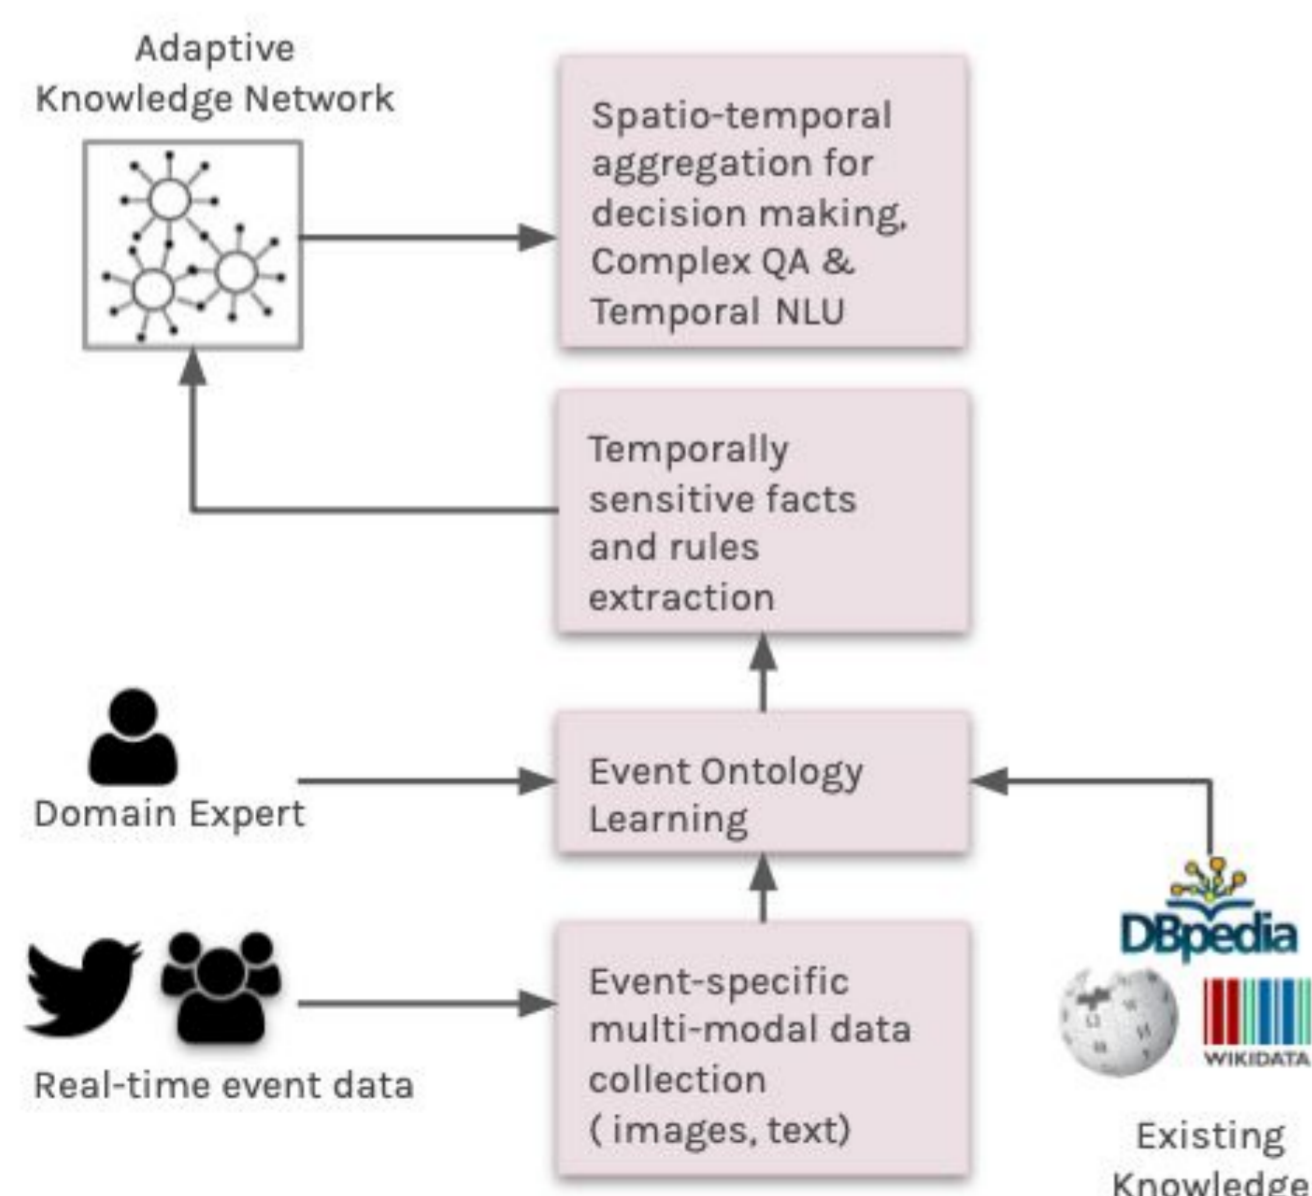 Adaptive
Knowledge Network
Spatio-temporal
aggregation for
decision making,
Complex QA &
Temporal NLU
Temporally
sensitive facts
and rules
extraction
Domain Expert
Event Ontology
Learning
DBpedia
WIKIDATA
Real-time event data
Event-specific
multi-modal data
collection
( images, text)
Existing
Knowledge